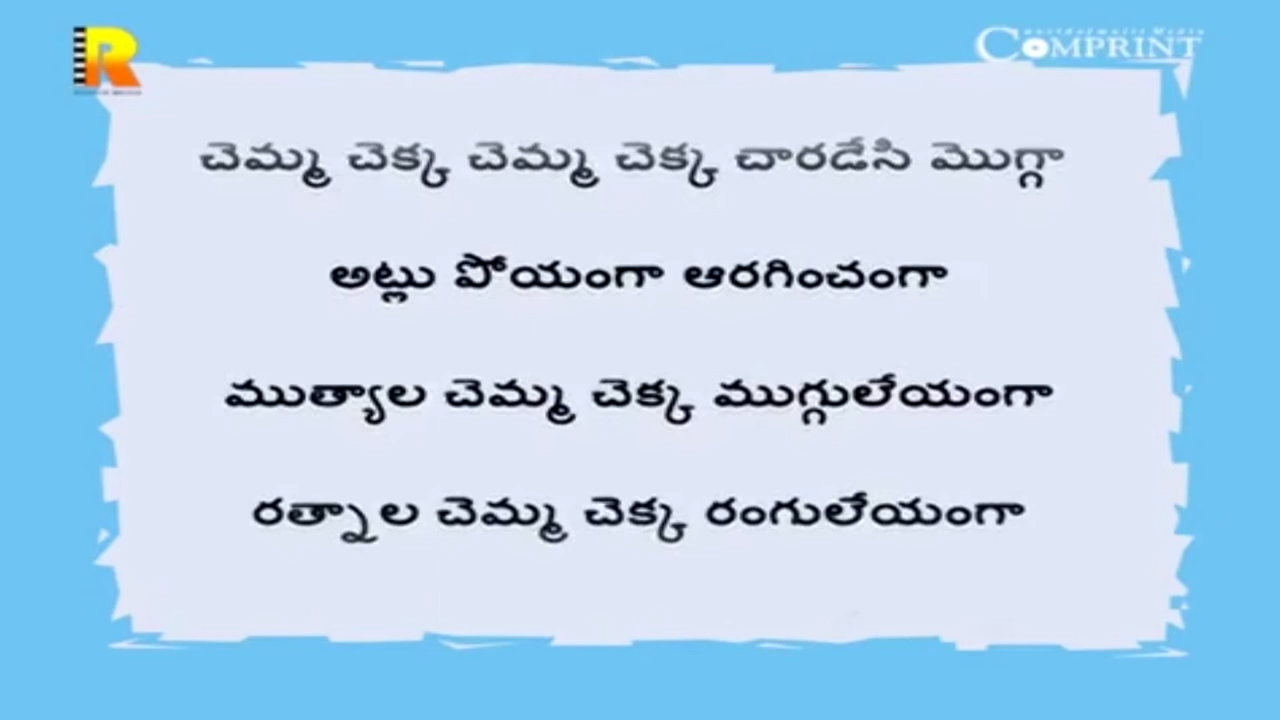 R
COMPRINT
చెమ్మ చెక్క చెమ్మ చెక్క చారడేసి మొగ్గా
అట్లు పోయంగా ఆరగించంగా
ముత్యాల చెమ్మ చెక్క ముగ్గులేయంగా
రత్నాల చెమ్మ చెక్క రంగులేయంగా